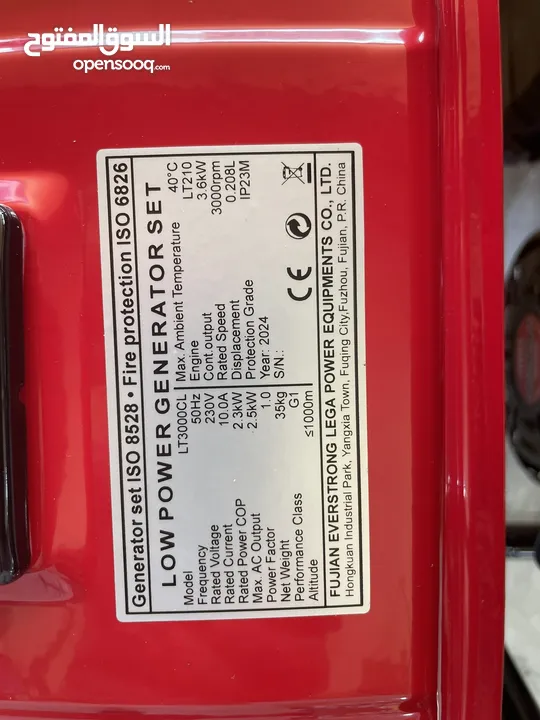 السوق المفتوح
opensooq.com
Generator set ISO 8528 • Fire protection ISO 6826
LOW POWER GENERATOR SET
Model LT3000CL
Frequency 50Hz
Rated Voltage 230V
Rated Current 10.0A
Rated Power COP 2.3kW
Max. AC Output 2.5kW
Power Factor 1.0
Net Weight 35kg
Performance Class G1
Altitude ≤1000m
Max. Ambient Temperature 40°C
Engine LT210
Cont.output 3.6kW
Rated Speed 3000rpm
Displacement 0.208L
Protection Grade IP23M
Year: 2024
S/N.:
CE
FUJIAN EVERSTRONG LEGA POWER EQUIPMENTS CO., LTD.
Hongkuan Industrial Park, Yangxia Town, Fuqing City,Fuzhou, Fujian, P.R. China